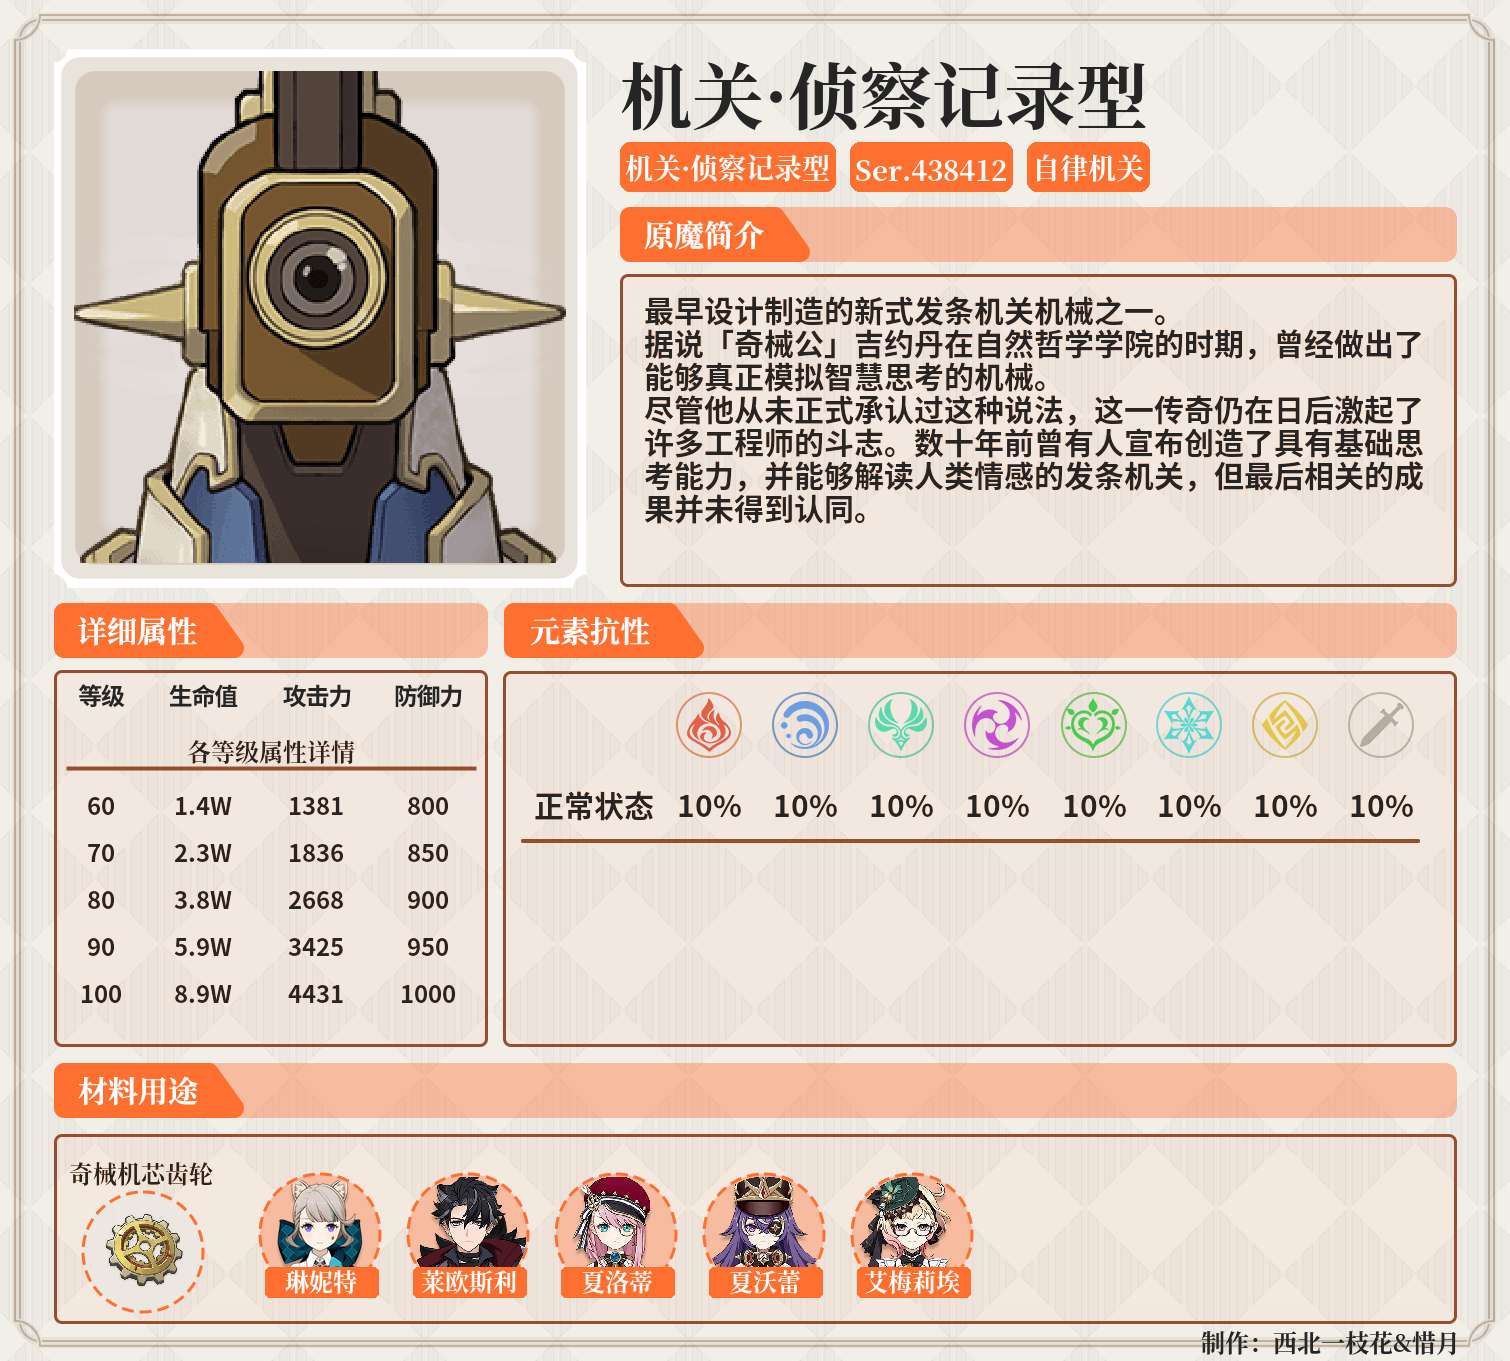 机关·侦察记录型
机关·侦察记录型 Ser.438412 自律机关
原魔简介
最早设计制造的新式发条机关机械之一。
据说「奇械公」吉约丹在自然哲学学院的时期，曾经做出了
能够真正模拟智慧思考的机械。
尽管他从未正式承认过这种说法，这一传奇仍在日后激起了
许多工程师的斗志。数十年前曾有人宣布创造了具有基础思
考能力，并能够解读人类情感的发条机关，但最后相关的成
果并未得到认同。
详细属性
等级 生命值 攻击力 防御力
各等级属性详情
60 1.4W 1381 800
70 2.3W 1836 850
80 3.8W 2668 900
90 5.9W 3425 950
100 8.9W 4431 1000
元素抗性
正常状态 10% 10% 10% 10% 10% 10% 10% 10%
材料用途
奇械机芯齿轮
琳妮特 莱欧斯利 夏洛蒂 夏沃蕾 艾梅莉埃
制作：西北一枝花&惜月